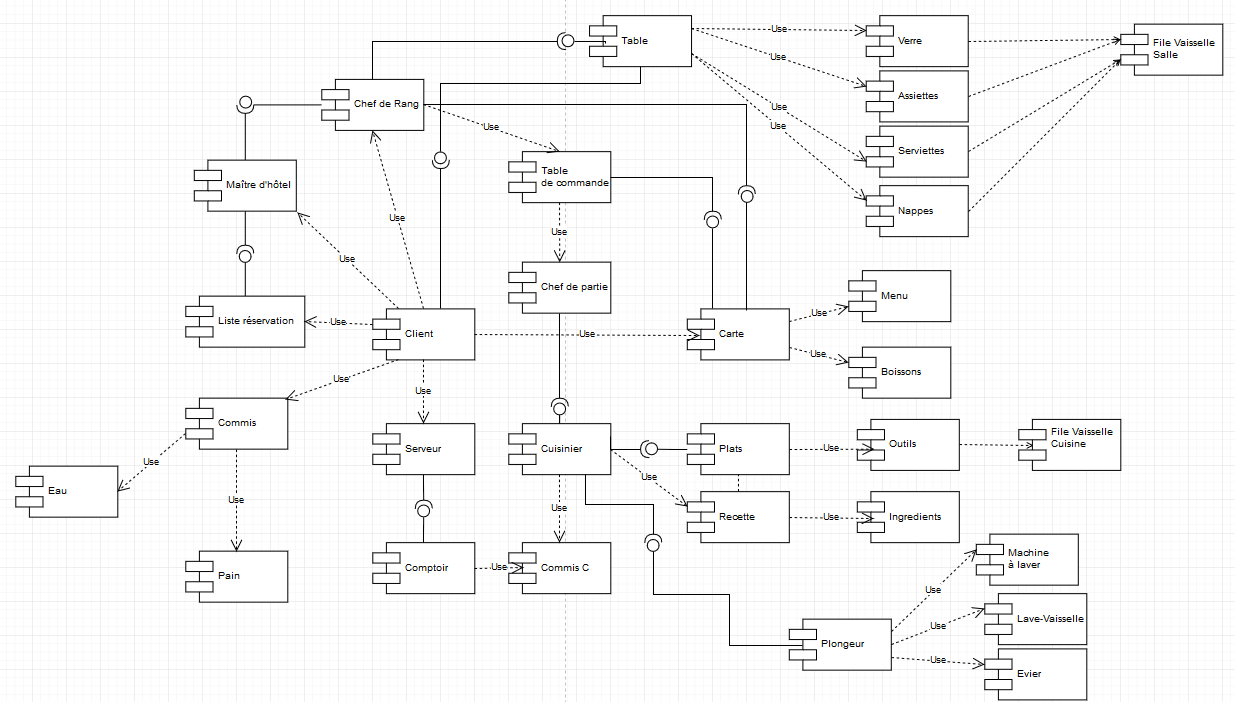 Table
Use
Verre
File Vaisselle
Salle
Use
Assiettes
Chef de Rang
Use
Use
Use
Serviettes
Table
de commande
Maître d'hôtel
Use
Nappes
Use
Use
Chef de partie
Menu
Use
Liste réservation
Use
Client
Use
Carte
Use
Boissons
Use
Use
Use
Commis
File Vaisselle
Cuisine
Serveur
Cuisinier
Plats
Use
Outils
Use
Use
Eau
Use
Use
Recette
Use
Ingredients
Machine
à laver
Pain
Comptoir
Use
Commis C
Use
Lave-Vaisselle
Use
Plongeur
Use
Evier